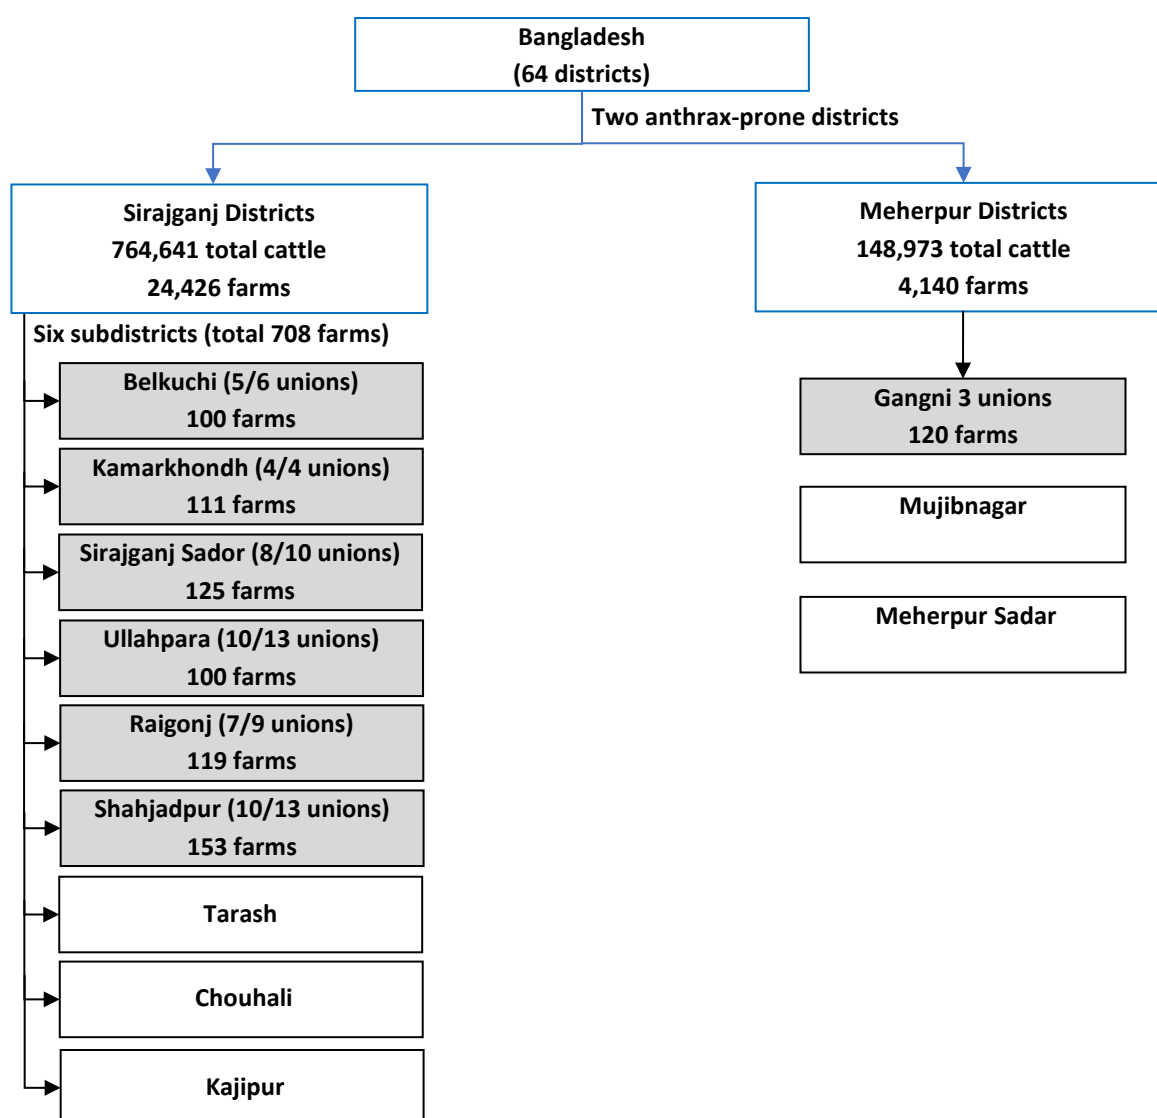 Bangladesh
(64 districts)
Two anthrax-prone districts
Sirajganj Districts
764,641 total cattle
24,426 farms
Meherpur Districts
148,973 total cattle
4,140 farms
Six subdistricts (total 708 farms)
Belkuchi (5/6 unions)
100 farms
Kamarkhondh (4/4 unions)
111 farms
Sirajganj Sador (8/10 unions)
125 farms
Ullahpara (10/13 unions)
100 farms
Raigonj (7/9 unions)
119 farms
Shahjadpur (10/13 unions)
153 farms
Tarash
Chouhali
Kajipur
Gangni 3 unions
120 farms
Mujibnagar
Meherpur Sadar